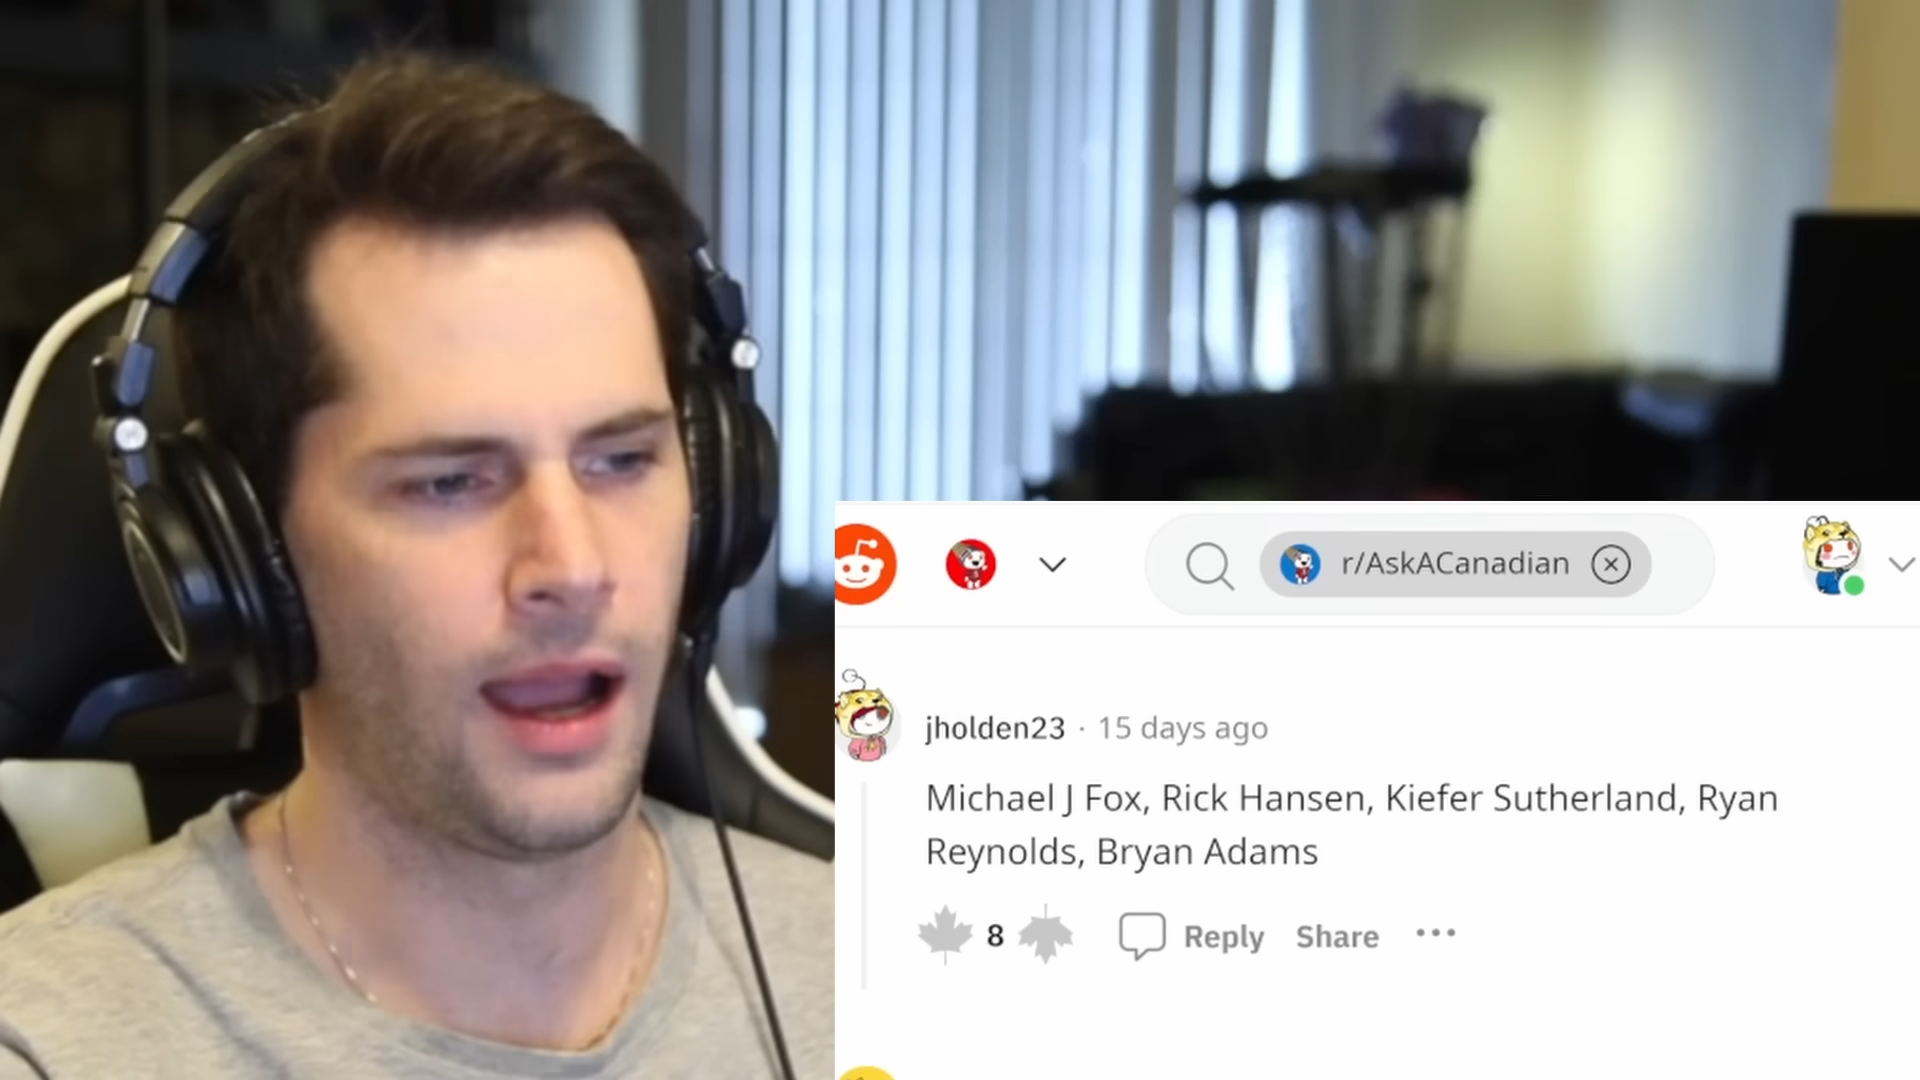 r/AskACanadian
jholden23 · 15 days ago
Michael J Fox, Rick Hansen, Kiefer Sutherland, Ryan
Reynolds, Bryan Adams
8 Reply Share ···